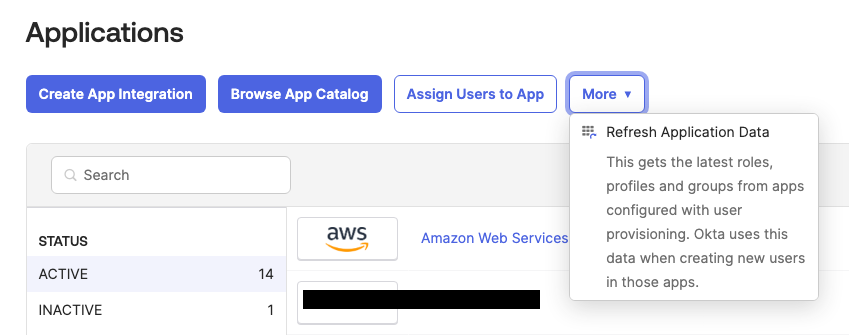 Applications
Create App Integration
Browse App Catalog
Assign Users to App
More
Refresh Application Data
This gets the latest roles,
profiles and groups from apps
configured with user
provisioning. Okta uses this
data when creating new users
in those apps.
Search
STATUS
ACTIVE 14
INACTIVE 1
aws
Amazon Web Services